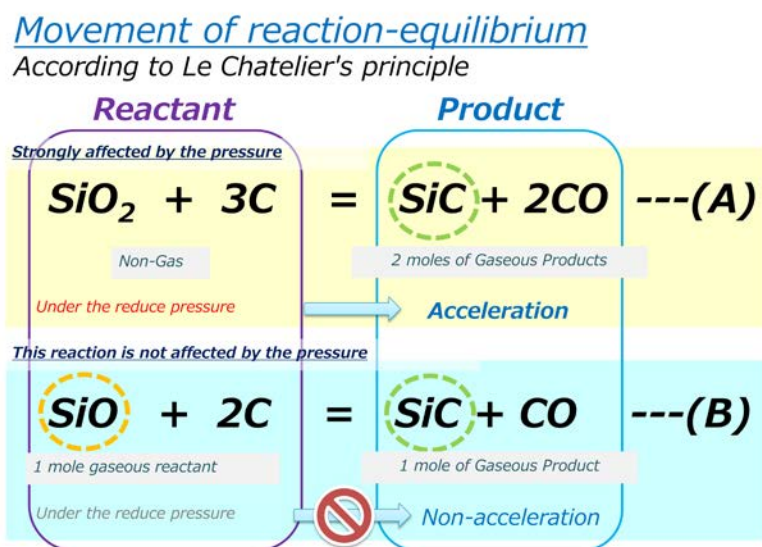 Movement of reaction-equilibrium
According to Le Chatelier's principle
Reactant Product
Strongly affected by the pressure
SiO₂ + 3C = SiC + 2CO ---(A)
Non-Gas 2 moles of Gaseous Products
Under the reduce pressure Acceleration
This reaction is not affected by the pressure
SiO + 2C = SiC + CO ---(B)
1 mole gaseous reactant 1 mole of Gaseous Product
Under the reduce pressure Non-acceleration